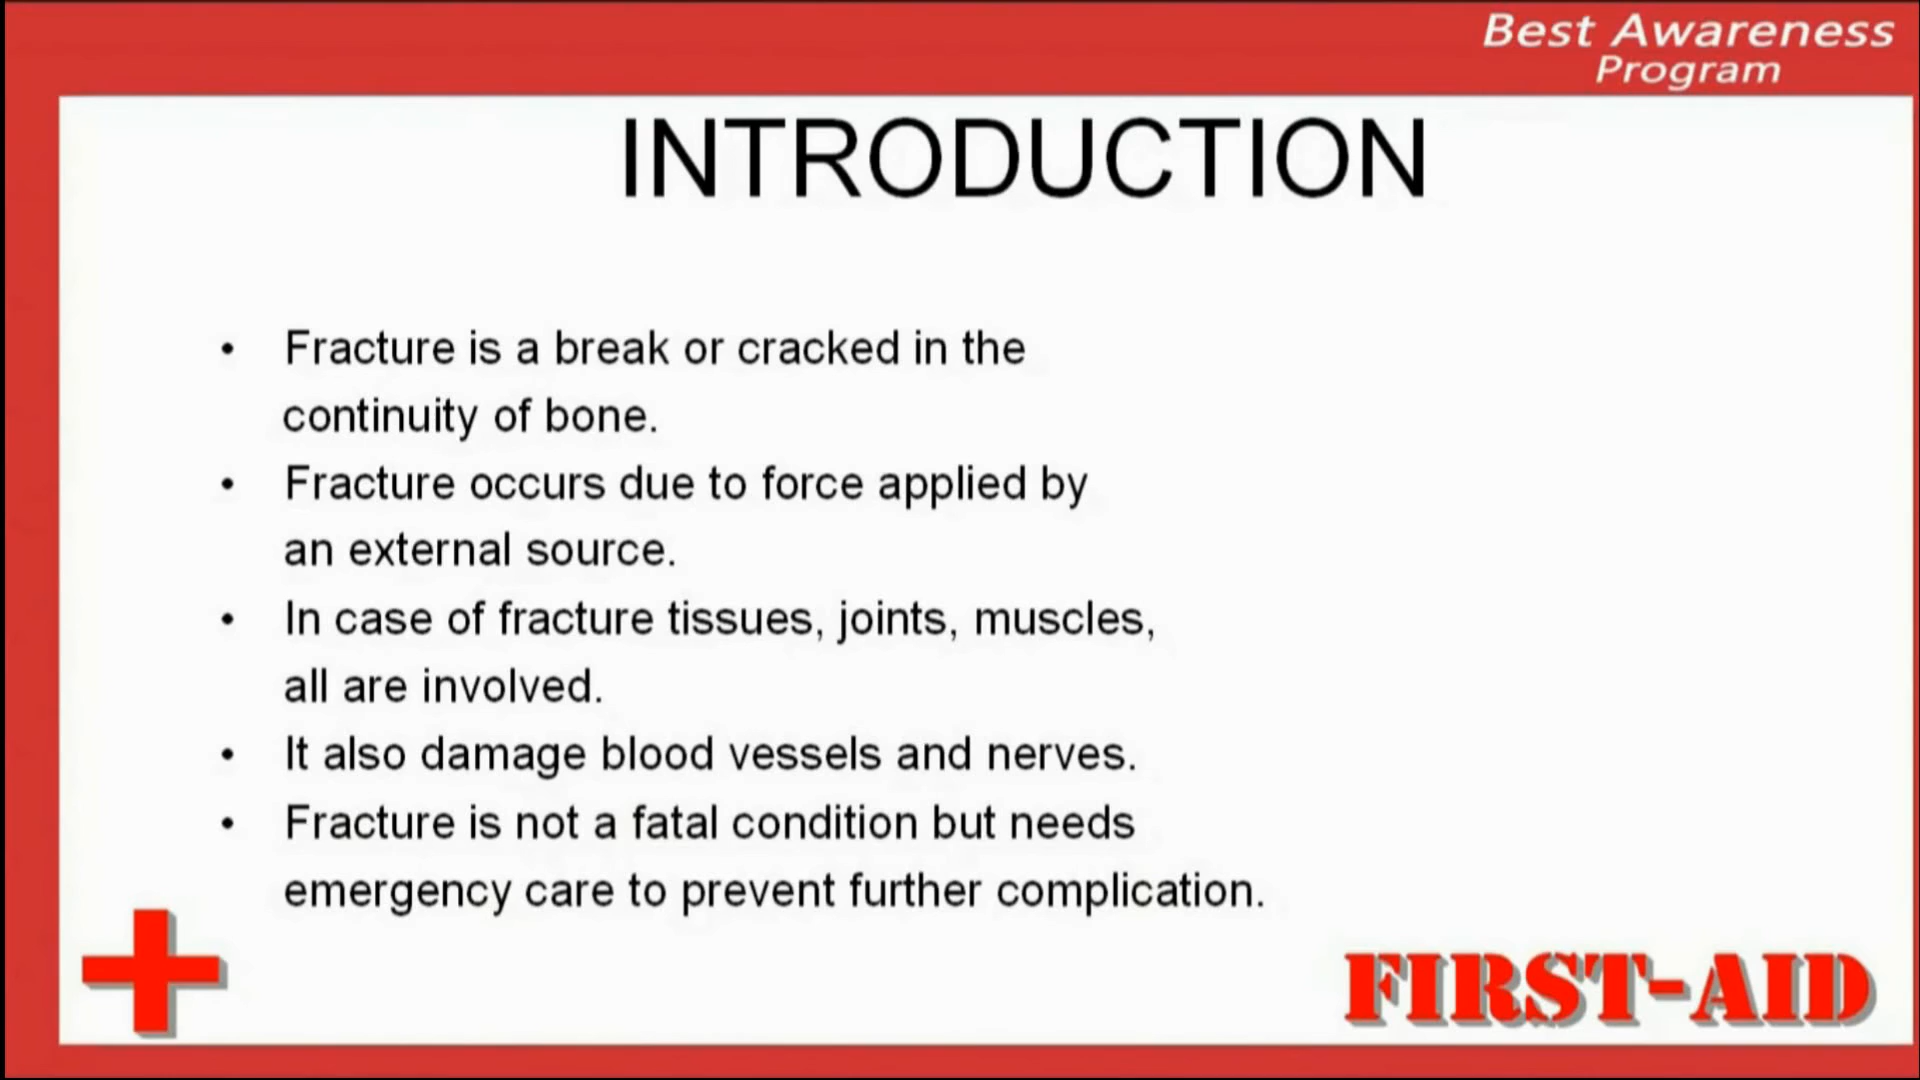 Best Awareness
Program
INTRODUCTION
• Fracture is a break or cracked in the
continuity of bone.
• Fracture occurs due to force applied by
an external source.
• In case of fracture tissues, joints, muscles,
all are involved.
• It also damage blood vessels and nerves.
• Fracture is not a fatal condition but needs
emergency care to prevent further complication.
FIRST-AID